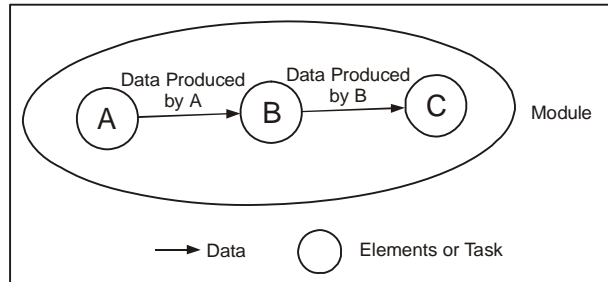 Data Produced
by A
Data Produced
by B
A
B
C
Module
Data
Elements or Task